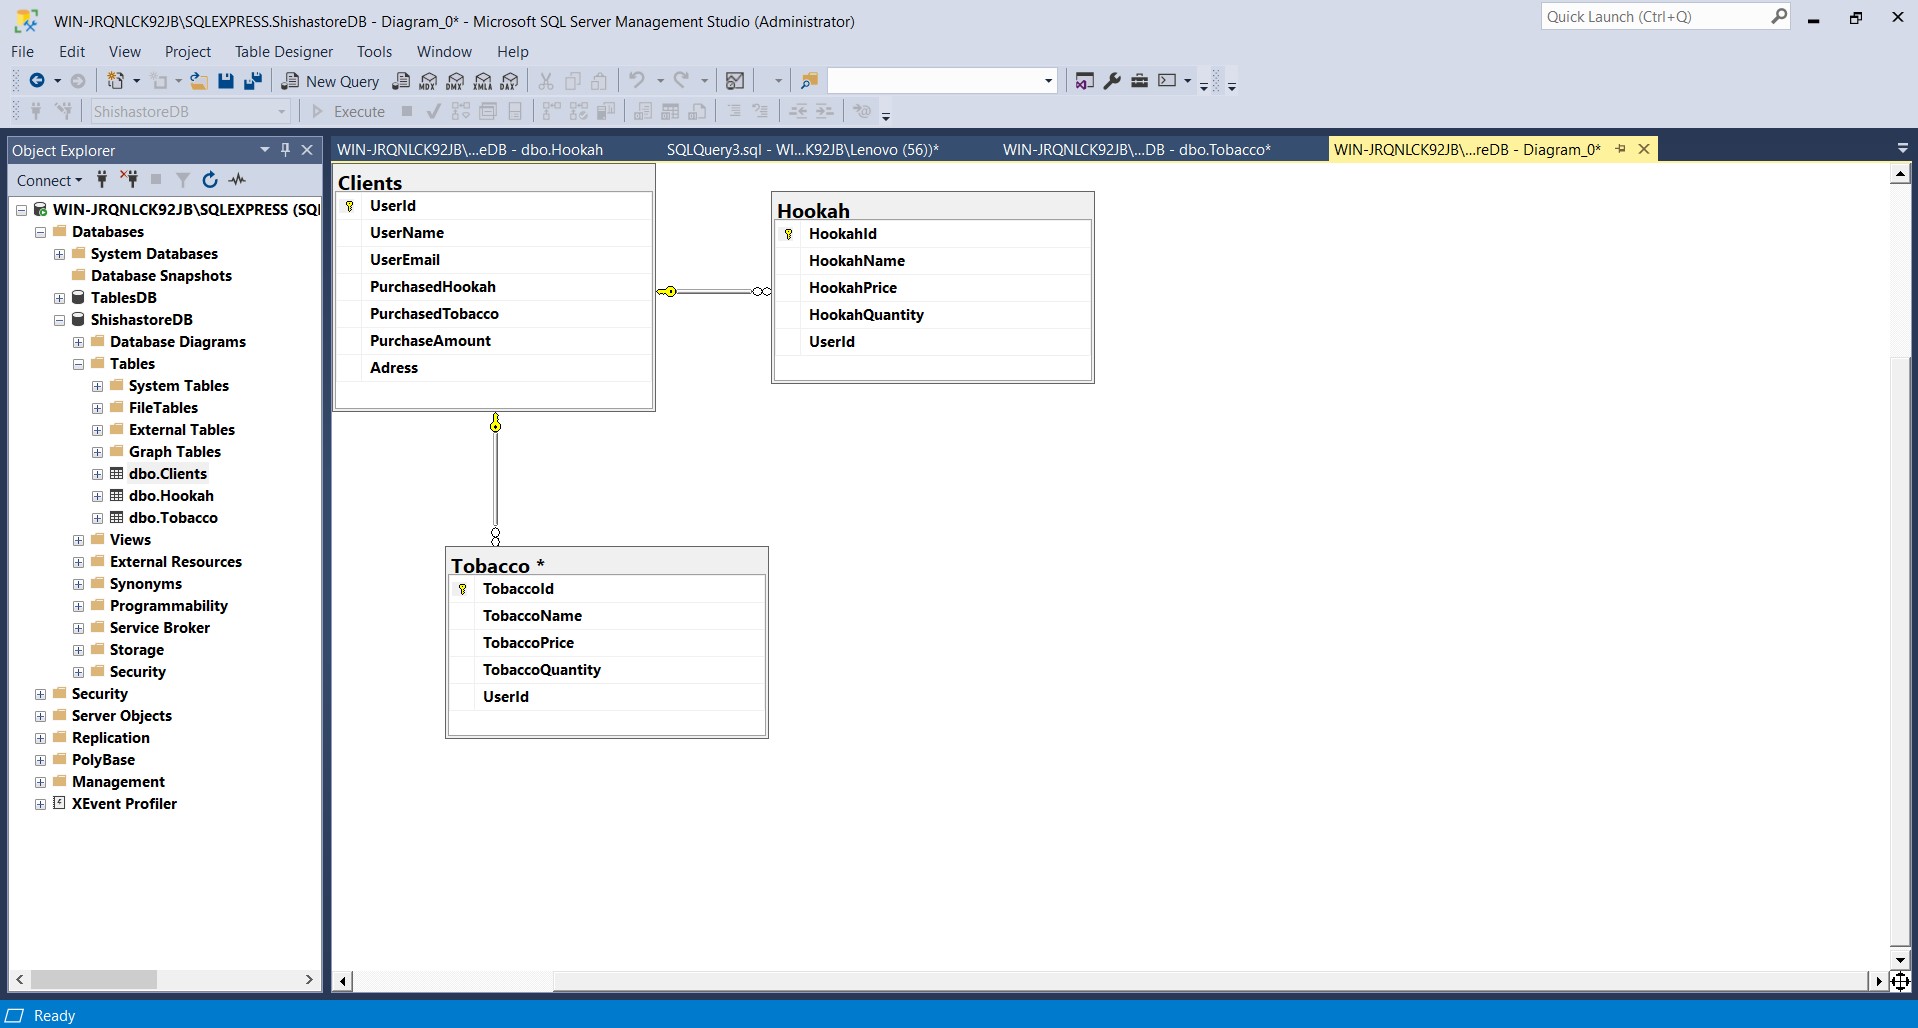 WIN-JRQNLCK92JB\SQLEXPRESS.ShishastoreDB - Diagram_0* - Microsoft SQL Server Management Studio (Administrator)
Quick Launch (Ctrl+Q)
File Edit View Project Table Designer Tools Window Help
New Query MDX DMX XMLA DAX
ShishastoreDB Execute
Object Explorer
WIN-JRQNLCK92JB\...eDB - dbo.Hookah SQLQuery3.sql - WI...K92JB\Lenovo (56))* WIN-JRQNLCK92JB\...DB - dbo.Tobacco* WIN-JRQNLCK92JB\...reDB - Diagram_0*
Connect
WIN-JRQNLCK92JB\SQLEXPRESS (SQL
Databases
System Databases
Database Snapshots
TablesDB
ShishastoreDB
Database Diagrams
Tables
System Tables
FileTables
External Tables
Graph Tables
dbo.Clients
dbo.Hookah
dbo.Tobacco
Views
External Resources
Synonyms
Programmability
Service Broker
Storage
Security
Security
Server Objects
Replication
PolyBase
Management
XEvent Profiler
Clients
UserId
UserName
UserEmail
PurchasedHookah
PurchasedTobacco
PurchaseAmount
Adress
Hookah
HookahId
HookahName
HookahPrice
HookahQuantity
UserId
Tobacco *
TobaccoId
TobaccoName
TobaccoPrice
TobaccoQuantity
UserId
Ready